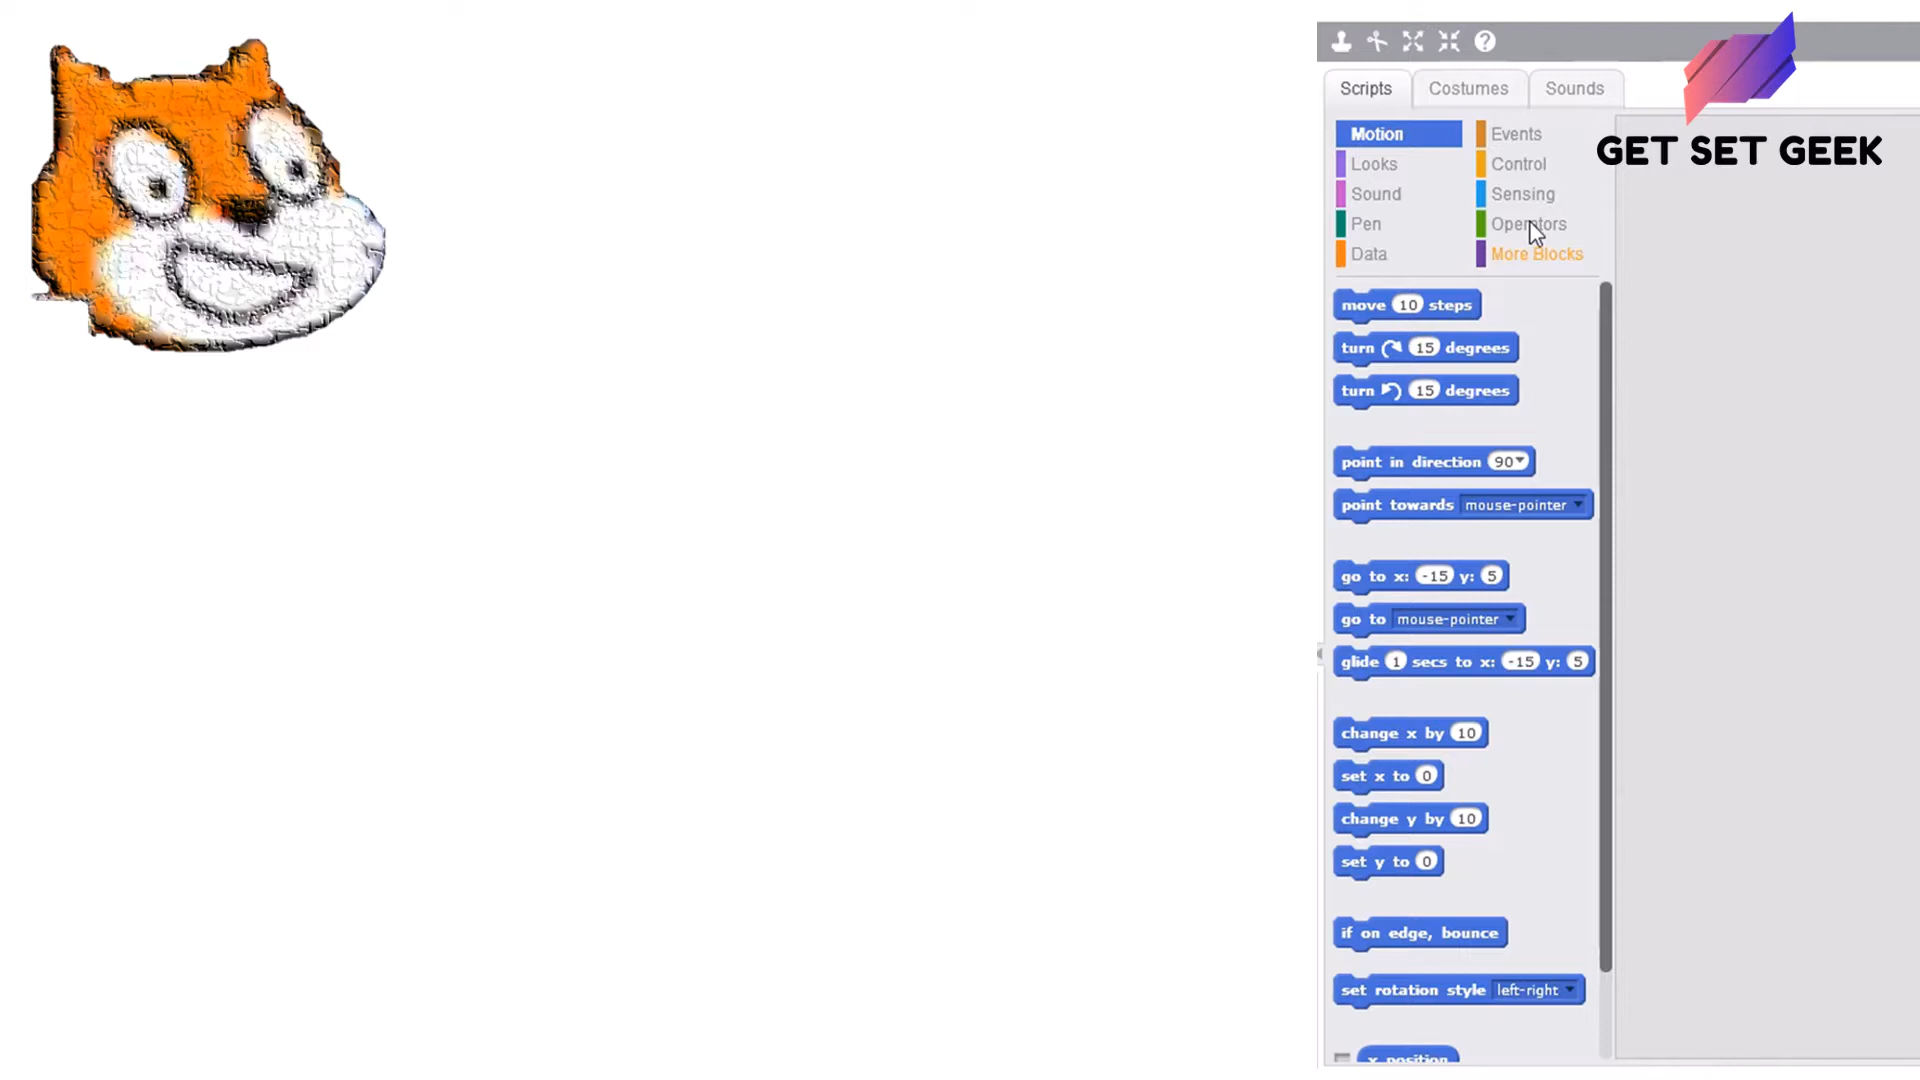 Scripts Costumes Sounds
GET SET GEEK
Motion Events
Looks Control
Sound Sensing
Pen Operators
Data More Blocks
move 10 steps
turn 15 degrees
turn 15 degrees
point in direction 90
point towards mouse-pointer
go to x: -15 y: 5
go to mouse-pointer
glide 1 secs to x: -15 y: 5
change x by 10
set x to 0
change y by 10
set y to 0
if on edge, bounce
set rotation style left-right
x position